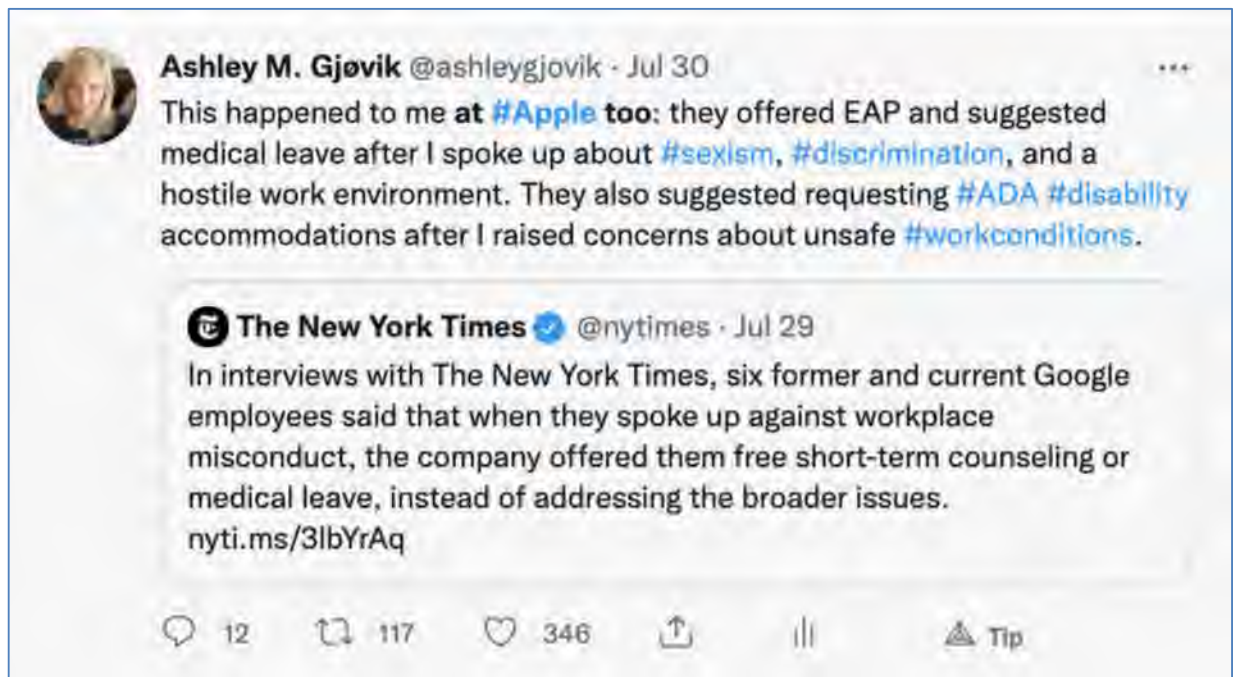 Ashley M. Gjøvik @ashleygjovik · Jul 30
This happened to me at #Apple too: they offered EAP and suggested
medical leave after I spoke up about #sexism, #discrimination, and a
hostile work environment. They also suggested requesting #ADA #disability
accommodations after I raised concerns about unsafe #workconditions.
The New York Times @nytimes · Jul 29
In interviews with The New York Times, six former and current Google
employees said that when they spoke up against workplace
misconduct, the company offered them free short-term counseling or
medical leave, instead of addressing the broader issues.
nyti.ms/3lbYrAq
12 117 346 Tip